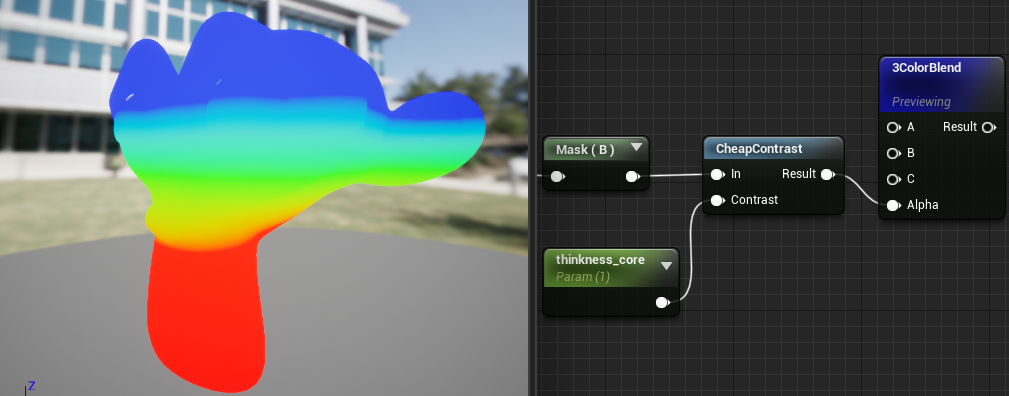 Z
Mask ( B )
thinkness_core
Param (1)
CheapContrast
In
Result
Contrast
3ColorBlend
Previewing
A
Result
B
C
Alpha